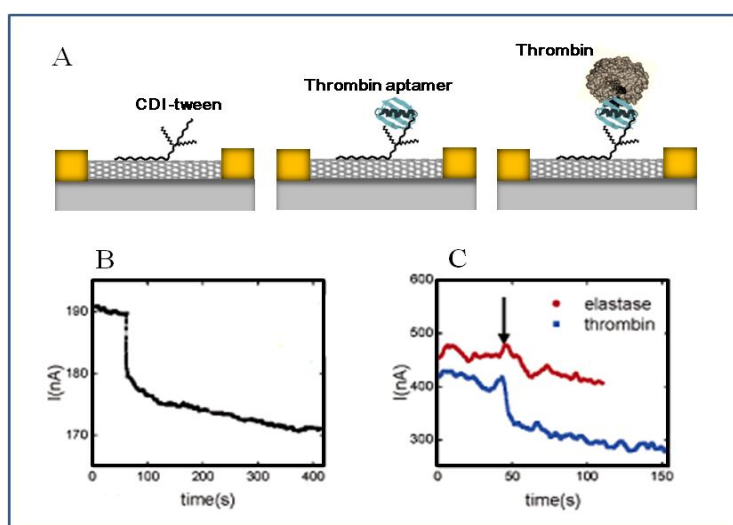 A
CDI-tween
Thrombin aptamer
Thrombin
B
I(nA)
190
180
170
0 100 200 300 400
time(s)
C
I(nA)
600
500
400
300
elastase
thrombin
0 50 100 150
time(s)